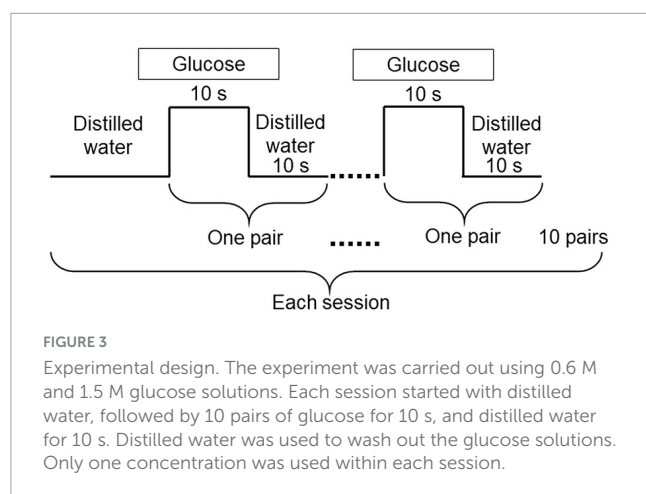 Glucose
Glucose
10 s
10 s
Distilled
water
Distilled
water
10 s
Distilled
water
10 s
One pair
......
One pair
10 pairs
Each session
FIGURE 3
Experimental design. The experiment was carried out using 0.6 M
and 1.5 M glucose solutions. Each session started with distilled
water, followed by 10 pairs of glucose for 10 s, and distilled water
for 10 s. Distilled water was used to wash out the glucose solutions.
Only one concentration was used within each session.